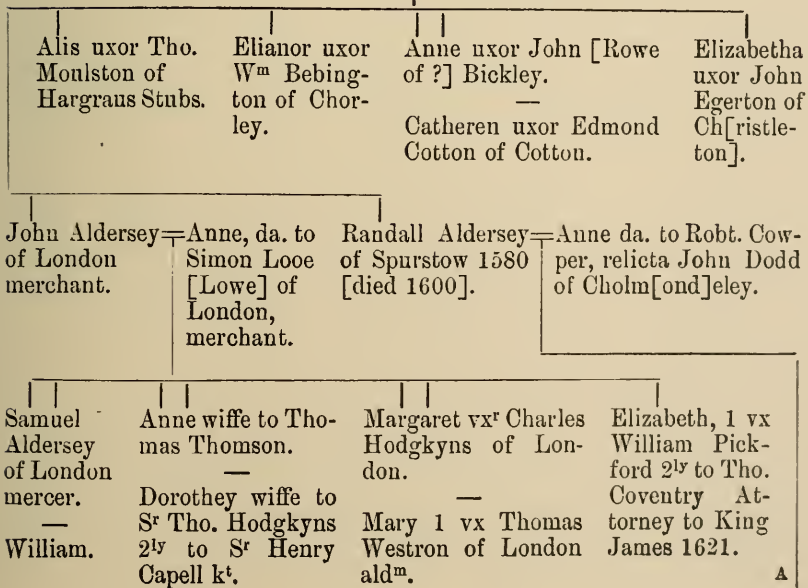 Alis uxor Tho.
Moulston of
Hargraus Stubs.
Elianor uxor
Wᵐ Bebing-
ton of Chor-
ley.
Anne uxor John [Rowe
of ?] Bickley.
—
Catheren uxor Edmond
Cotton of Cotton.
Elizabetha
uxor John
Egerton of
Ch[ristle-
ton].
John Aldersey
of London
merchant.
Anne, da. to
Simon Looe
[Lowe] of
London,
merchant.
Randall Aldersey
of Spurstow 1580
[died 1600].
Anne da. to Robt. Cow-
per, relicta John Dodd
of Cholm[ond]eley.
Samuel
Aldersey
of London
mercer.
—
William.
Anne wiffe to Tho-
mas Thomson.
—
Dorothey wiffe to
Sʳ Tho. Hodgkyns
2ˡʸ to Sʳ Henry
Capell kᵗ.
Margaret vxʳ Charles
Hodgkyns of Lon-
don.
—
Mary 1 vx Thomas
Westron of London
aldᵐ.
Elizabeth, 1 vx
William Pick-
ford 2ˡʸ to Tho.
Coventry At-
torney to King
James 1621.
A